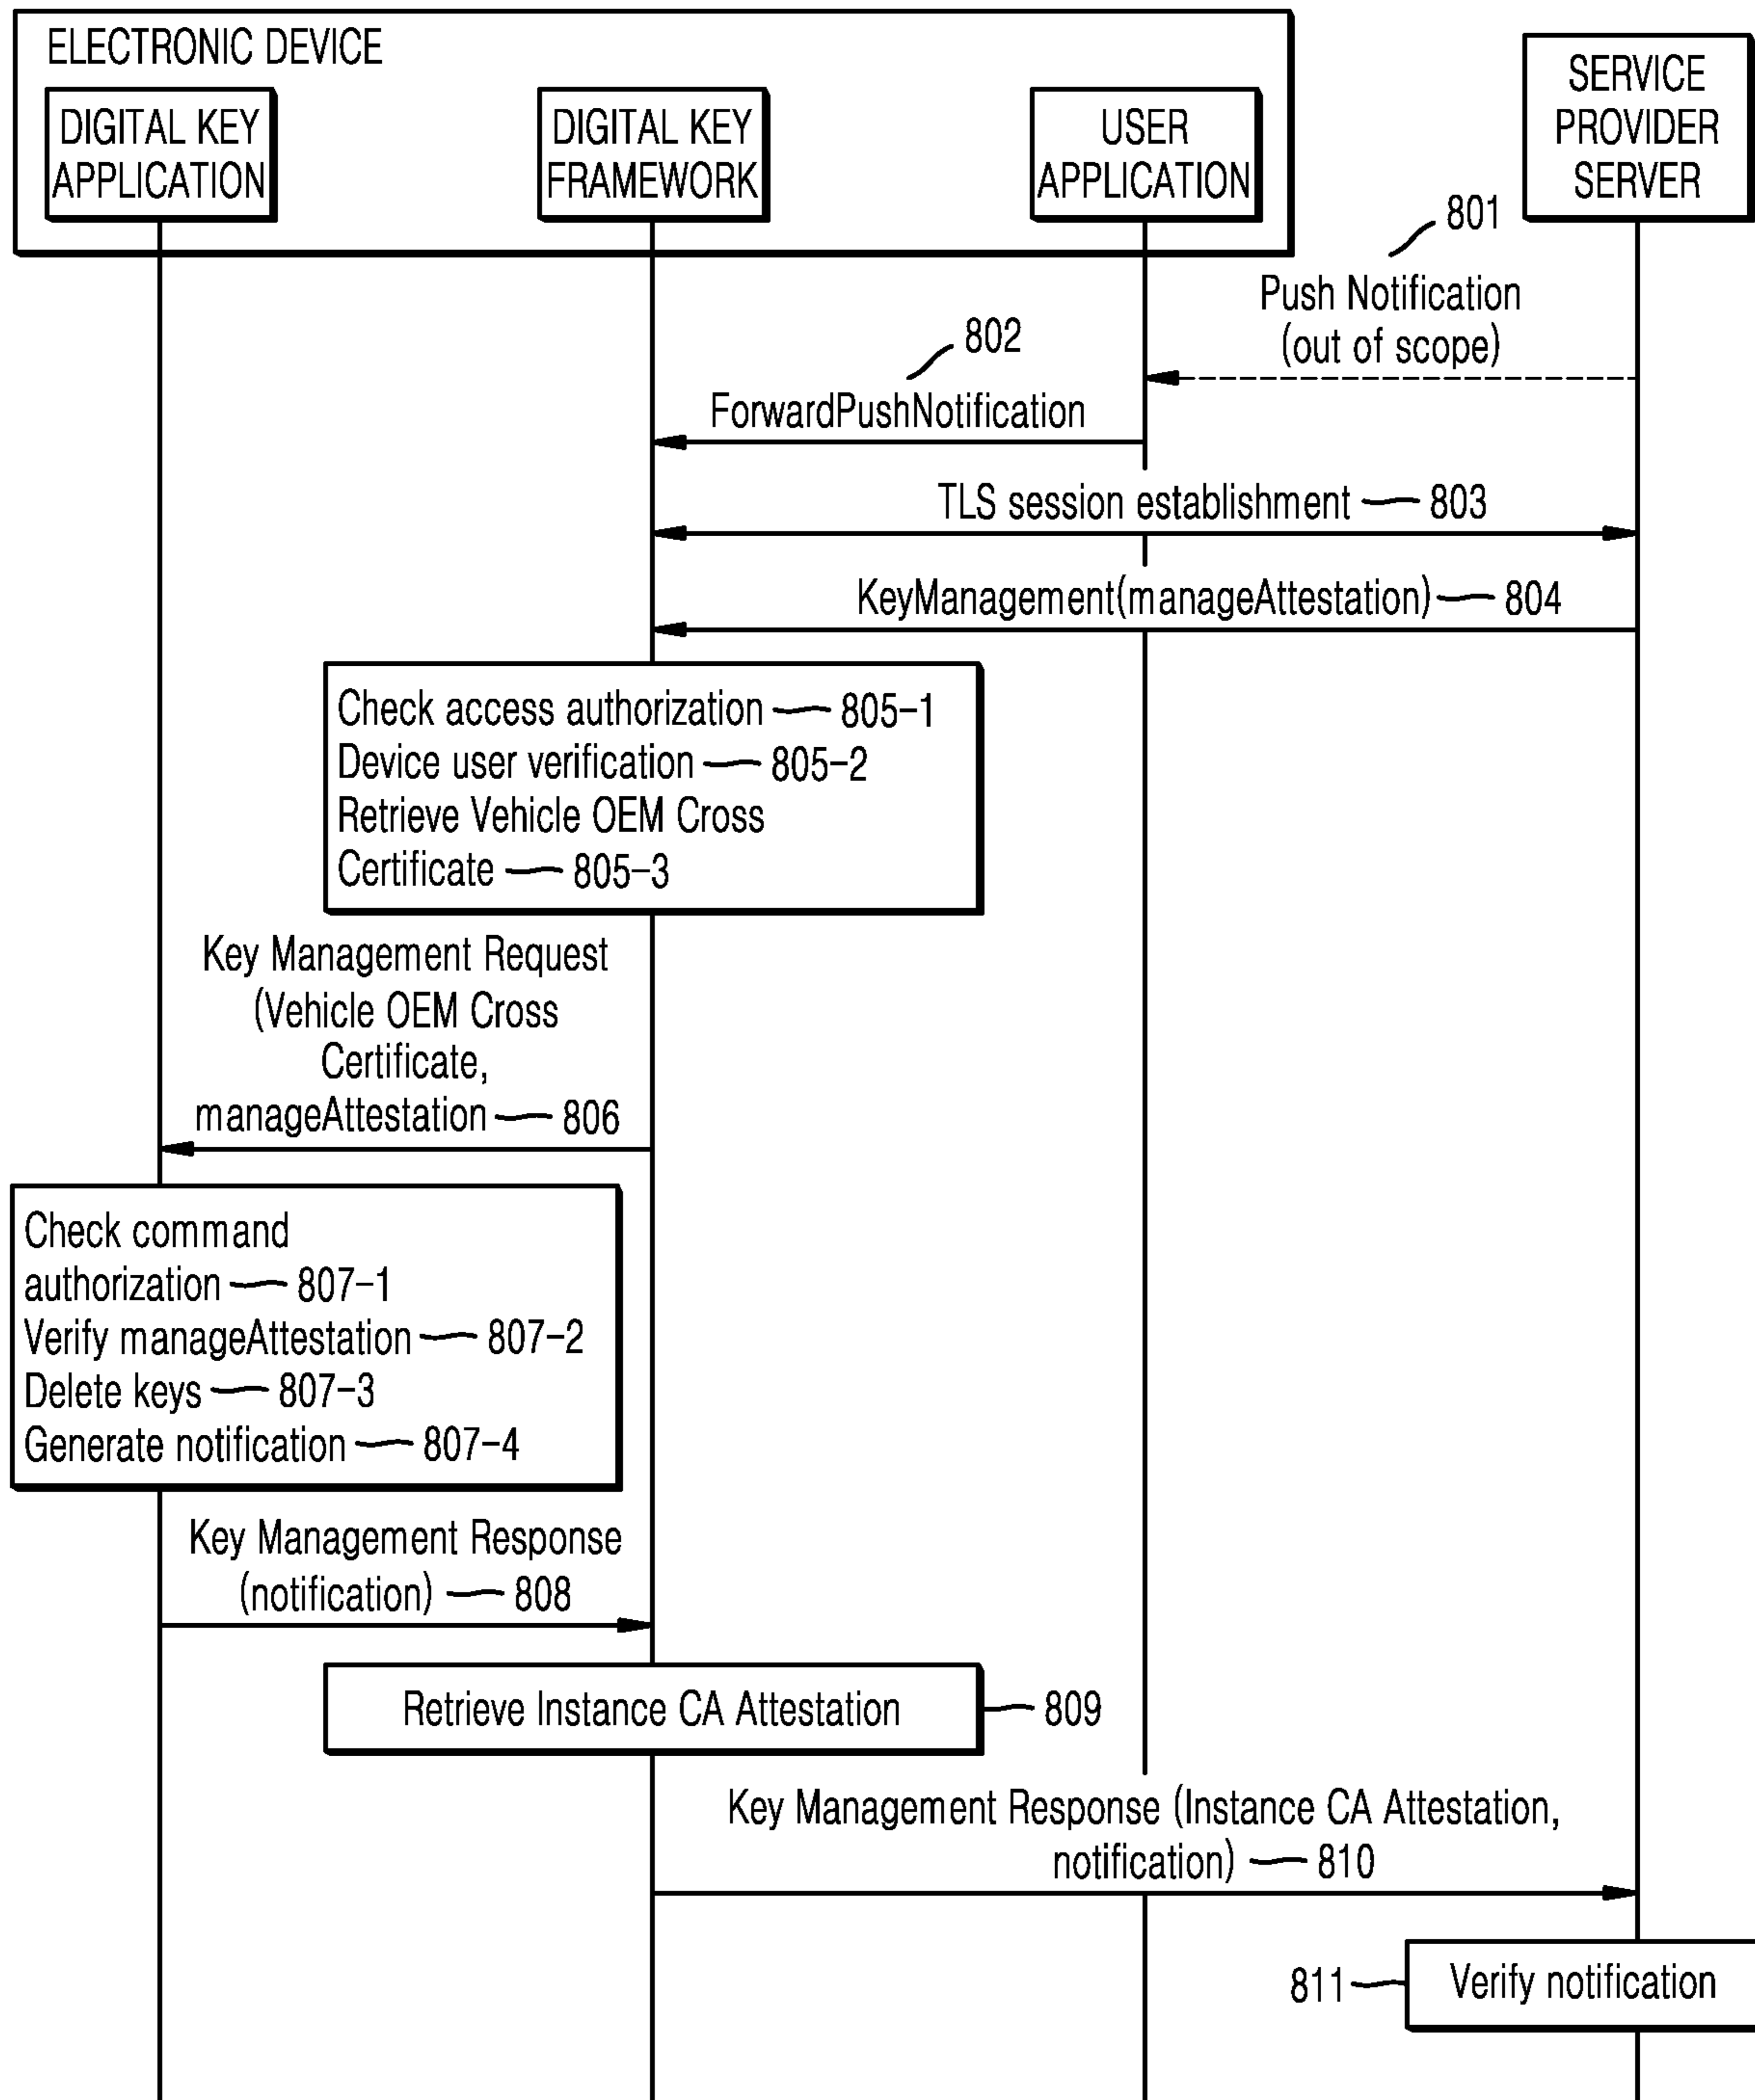 ELECTRONIC DEVICE
DIGITAL KEY
APPLICATION
DIGITAL KEY
FRAMEWORK
USER
APPLICATION
SERVICE
PROVIDER
SERVER
801
Push Notification
(out of scope)
802
ForwardPushNotification
TLS session establishment 803
KeyManagement(manageAttestation) 804
Check access authorization 805-1
Device user verification 805-2
Retrieve Vehicle OEM Cross
Certificate 805-3
Key Management Request
(Vehicle OEM Cross
Certificate,
manageAttestation 806
Check command
authorization 807-1
Verify manageAttestation 807-2
Delete keys 807-3
Generate notification 807-4
Key Management Response
(notification) 808
Retrieve Instance CA Attestation 809
Key Management Response (Instance CA Attestation,
notification) 810
811 Verify notification